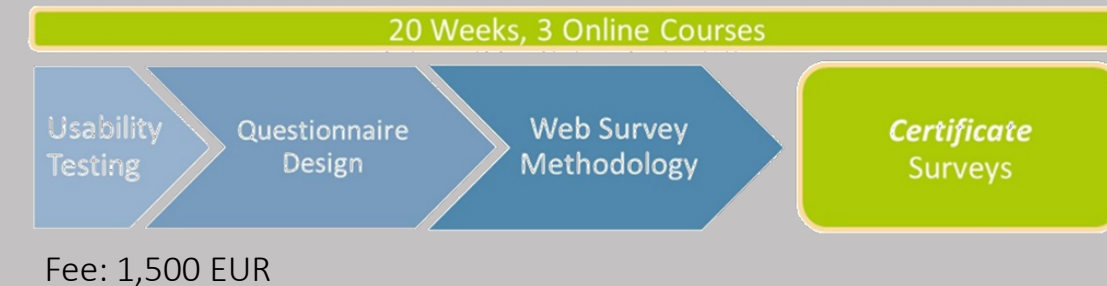 20 Weeks, 3 Online Courses
Usability
Testing
Questionnaire
Design
Web Survey
Methodology
Certificate
Surveys
Fee: 1,500 EUR